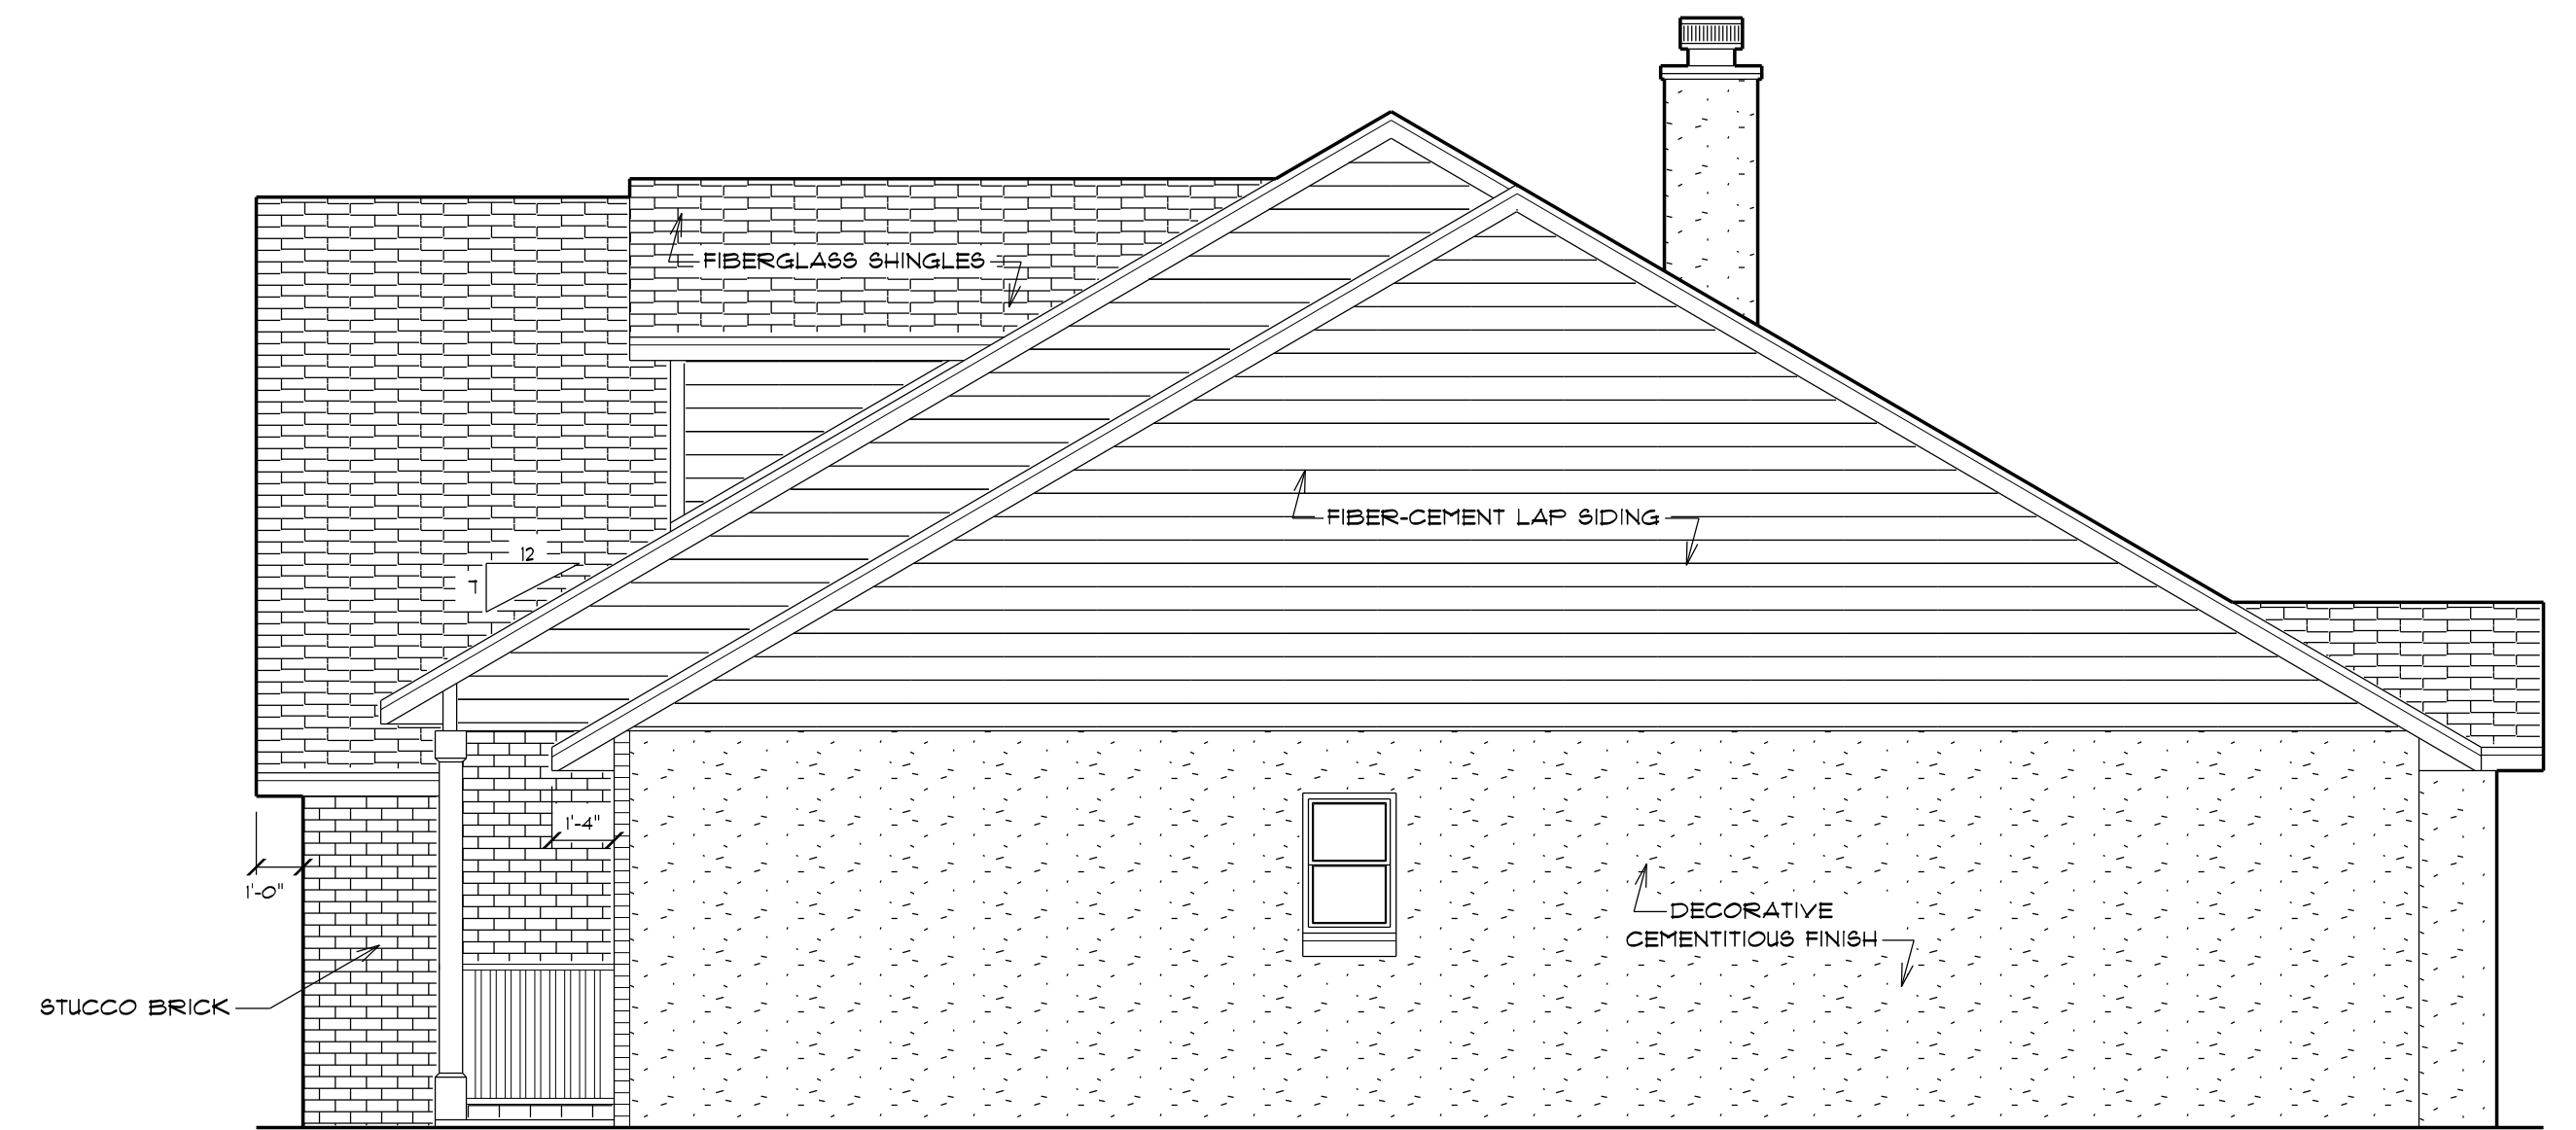 FIBERGLASS SHINGLES
FIBER-CEMENT LAP SIDING
12
7
1'-4"
1'-0"
DECORATIVE
CEMENTITIOUS FINISH
STUCCO BRICK